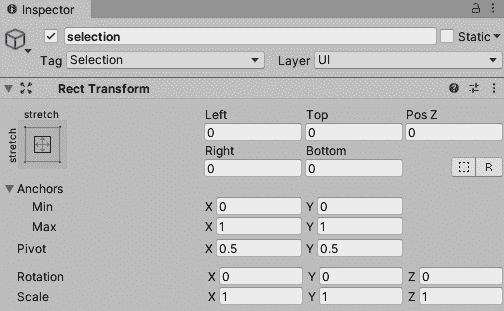 Inspector
selection Static
Tag Selection Layer UI
Rect Transform
stretch Left Top Pos Z
stretch 0 0 0
Right Bottom
0 0 R
Anchors
Min X 0 Y 0
Max X 1 Y 1
Pivot X 0.5 Y 0.5
Rotation X 0 Y 0 Z 0
Scale X 1 Y 1 Z 1